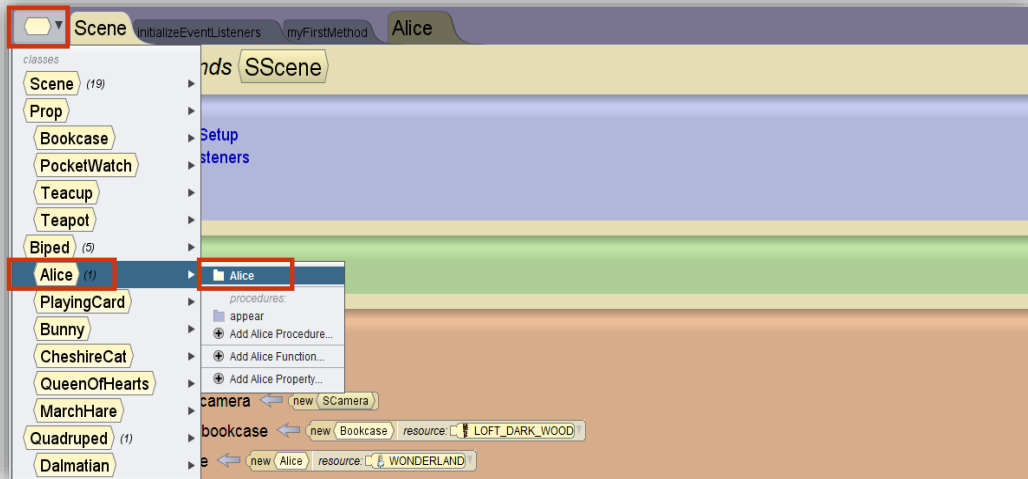 Scene initializeEventListeners myFirstMethod Alice
classes
nds SScene
Scene (19)
Prop
Bookcase
Setup
PocketWatch
steners
Teacup
Teapot
Biped (5)
Alice (1)
Alice
PlayingCard
procedures:
appear
Bunny
Add Alice Procedure...
CheshireCat
Add Alice Function...
QueenOfHearts
Add Alice Property...
MarchHare
camera new SCamera
Quadruped (1)
bookcase new Bookcase resource: LOFT_DARK_WOOD
Dalmatian
e new Alice resource: WONDERLAND